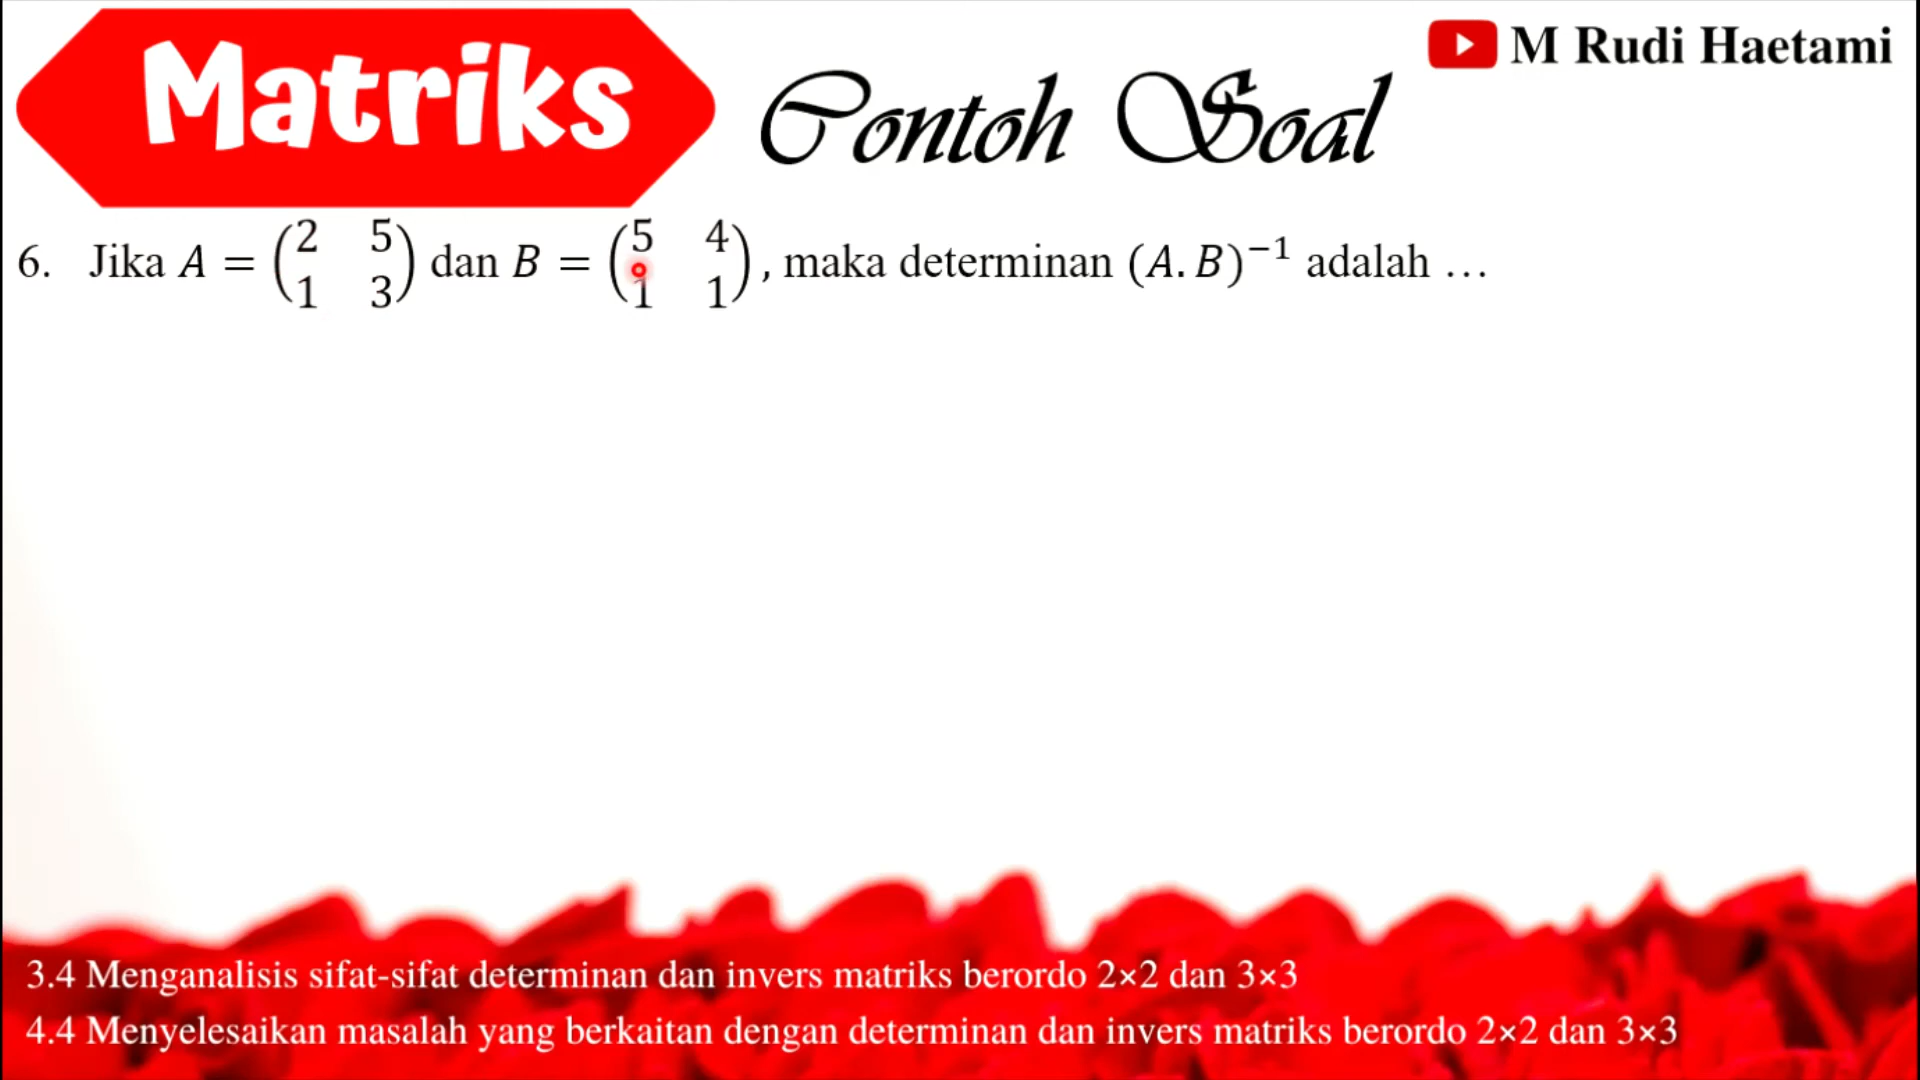 Matriks
Contoh Soal
M Rudi Haetami
6. Jika A = (2 5
1 3) dan B = (5 4
1 1), maka determinan (A.B)⁻¹ adalah …
3.4 Menganalisis sifat-sifat determinan dan invers matriks berordo 2×2 dan 3×3
4.4 Menyelesaikan masalah yang berkaitan dengan determinan dan invers matriks berordo 2×2 dan 3×3